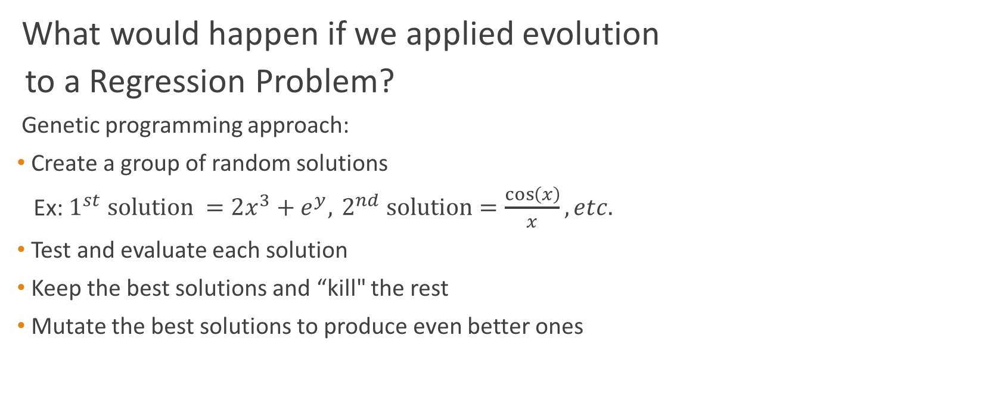 What would happen if we applied evolution
to a Regression Problem?
Genetic programming approach:
• Create a group of random solutions
Ex: 1^{st} solution = 2x^3 + e^y, 2^{nd} solution = \frac{cos(x)}{x}, etc.
• Test and evaluate each solution
• Keep the best solutions and “kill" the rest
• Mutate the best solutions to produce even better ones